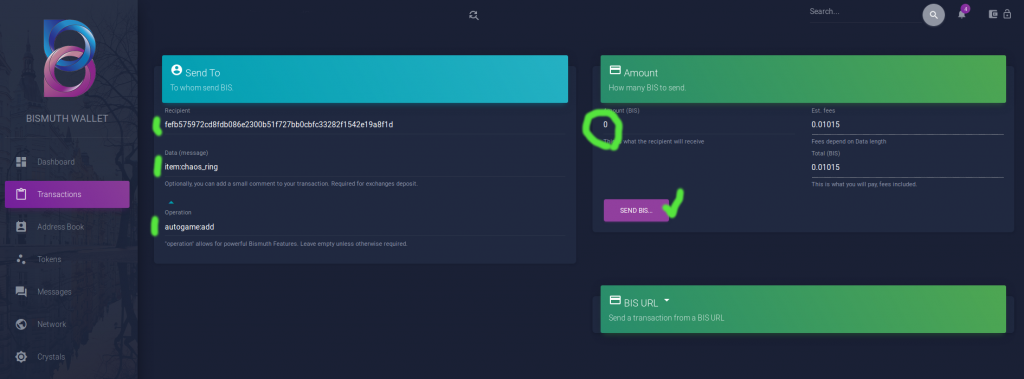 Search...
4
BISMUTH WALLET
Dashboard
Transactions
Address Book
Tokens
Messages
Network
Crystals
Send To
To whom send BIS.
Recipient
fefb575972cd8fdb086e2300b51f727bb0cbfc33282f1542e19a8f1d
Data (message)
item:chaos_ring
Optionally, you can add a small comment to your transaction. Required for exchanges deposit.
Operation
autogame:add
"operation" allows for powerful Bismuth Features. Leave empty unless otherwise required.
Amount
How many BIS to send.
(BIS)
0
what the recipient will receive
Est. fees
0.01015
Fees depend on Data length
Total (BIS)
0.01015
This is what you will pay, fees included.
SEND BIS...
BIS URL
Send a transaction from a BIS URL